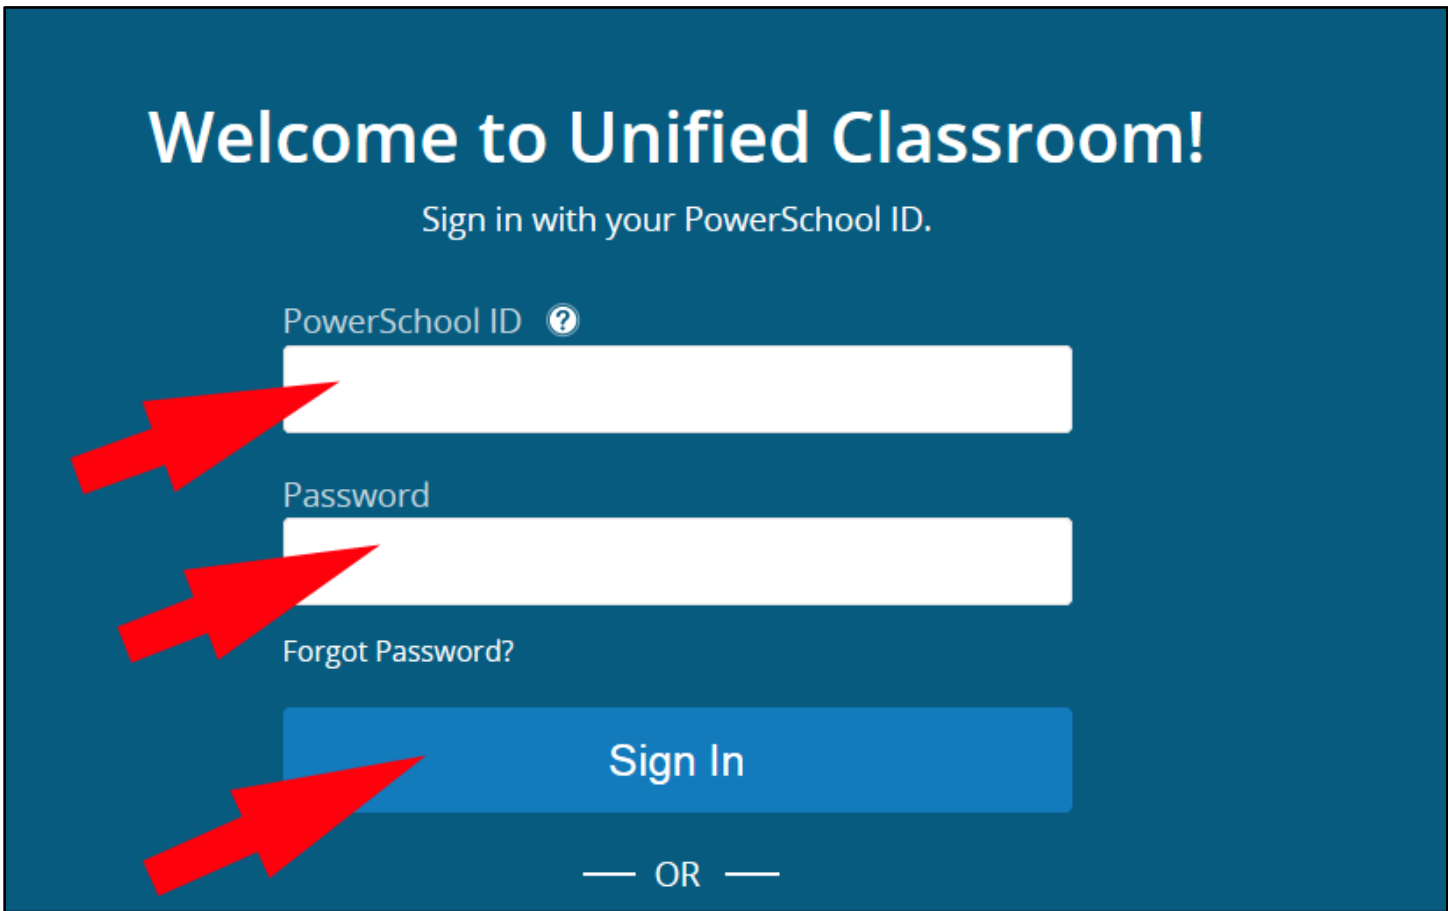 Welcome to Unified Classroom!
Sign in with your PowerSchool ID.
PowerSchool ID ?
Password
Forgot Password?
Sign In
OR